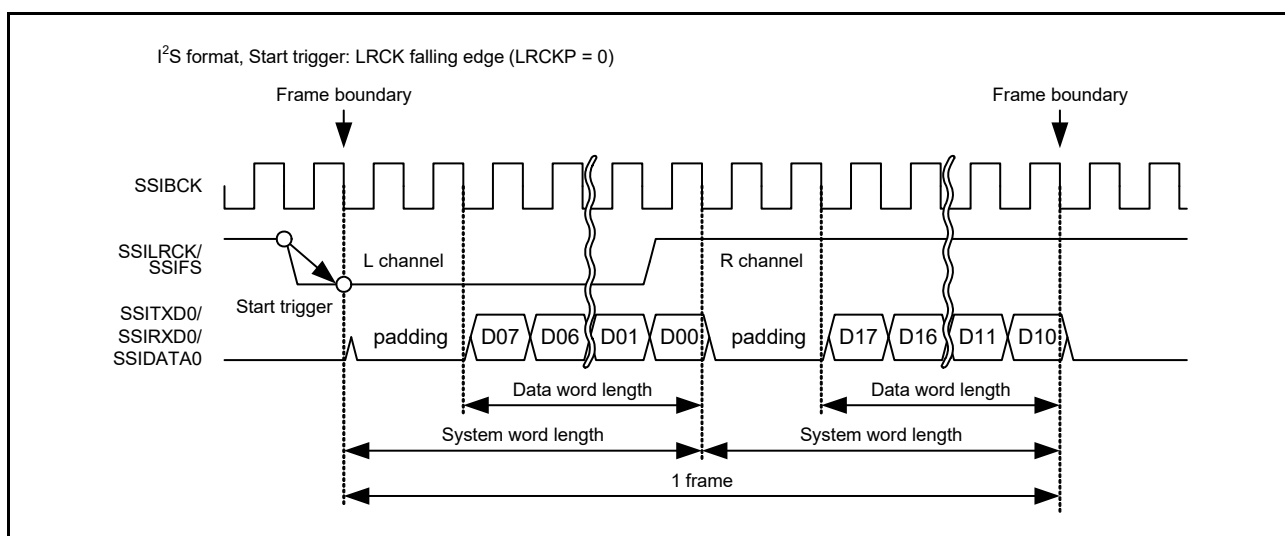 I²S format, Start trigger: LRCK falling edge (LRCKP = 0)
Frame boundary
Frame boundary
SSIBCK
SSILRCK/
SSIFS
L channel
R channel
Start trigger
SSITXD0/
SSIRXD0/
SSIDATA0
padding
D07
D06
D01
D00
padding
D17
D16
D11
D10
Data word length
Data word length
System word length
System word length
1 frame